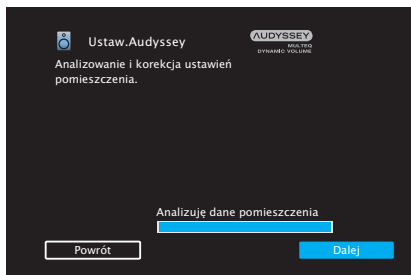 Ustaw.Audyssey
AUDYSSEY
MULTEQ
DYNAMIC VOLUME
Analizowanie i korekcja ustawień
pomieszczenia.
Analizuję dane pomieszczenia
Powrót
Dalej